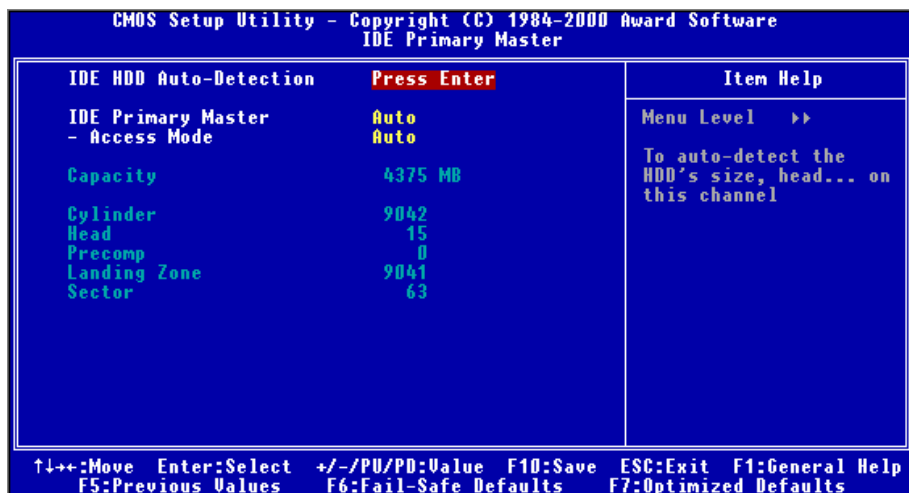 CMOS Setup Utility - Copyright (C) 1984-2000 Award Software
IDE Primary Master
IDE HDD Auto-Detection Press Enter
IDE Primary Master Auto
- Access Mode Auto
Capacity 4375 MB
Cylinder 9042
Head 15
Precomp 0
Landing Zone 9041
Sector 63
Item Help
Menu Level ▸▸
To auto-detect the
HDD's size, head... on
this channel
↑↓→←:Move Enter:Select +/-/PU/PD:Value F10:Save ESC:Exit F1:General Help
F5:Previous Values F6:Fail-Safe Defaults F7:Optimized Defaults